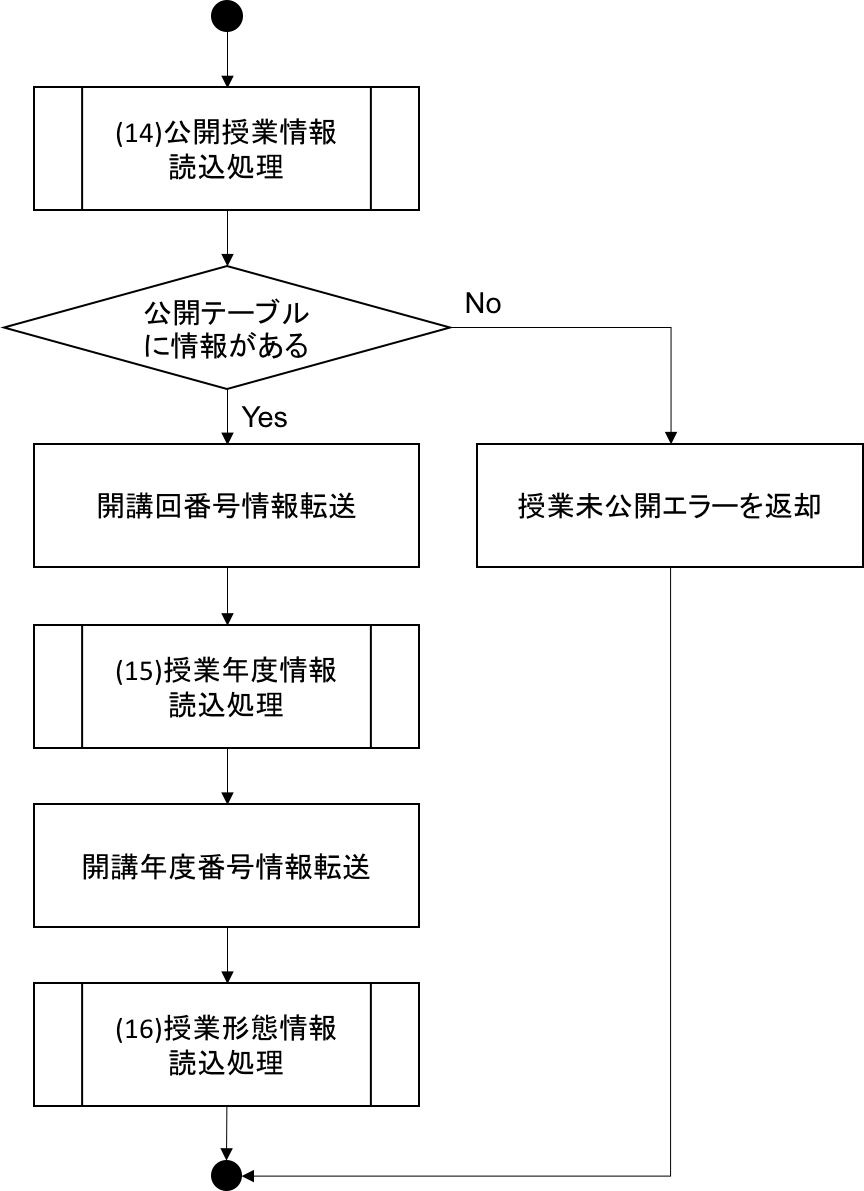 (14)公開授業情報
読込処理
公開テーブル
に情報がある
No
Yes
開講回番号情報転送
授業未公開エラーを返却
(15)授業年度情報
読込処理
開講年度番号情報転送
(16)授業形態情報
読込処理